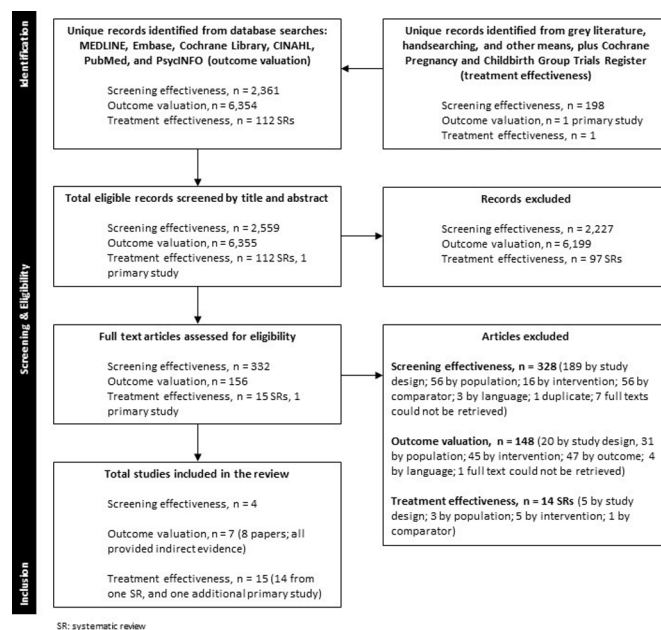 Identification
Unique records identified from database searches:
MEDLINE, Embase, Cochrane Library, CINAHL,
PubMed, and PsycINFO (outcome valuation)
Screening effectiveness, n = 2,361
Outcome valuation, n = 6,354
Treatment effectiveness, n = 112 SRs
Unique records identified from grey literature,
handsearching, and other means, plus Cochrane
Pregnancy and Childbirth Group Trials Register
(treatment effectiveness)
Screening effectiveness n = 198
Outcome valuation, n = 1 primary study
Treatment effectiveness, n = 1
Screening & Eligibility
Total eligible records screened by title and abstract
Screening effectiveness, n = 2,559
Outcome valuation, n = 6,355
Treatment effectiveness, n = 112 SRs, 1
primary study
Records excluded
Screening effectiveness, n = 2,227
Outcome valuation, n = 6,199
Treatment effectiveness, n = 97 SRs
Full text articles assessed for eligibility
Screening effectiveness, n = 332
Outcome valuation, n = 156
Treatment effectiveness, n = 15 SRs, 1
primary study
Articles excluded
Screening effectiveness, n = 328 (189 by study
design; 56 by population; 16 by intervention; 56 by
comparator; 3 by language; 1 duplicate; 7 full texts
could not be retrieved)
Outcome valuation, n = 148 (20 by study design, 31
by population; 45 by intervention; 47 by outcome; 4
by language; 1 full text could not be retrieved)
Treatment effectiveness, n = 14 SRs (5 by study
design; 3 by population; 5 by intervention; 1 by
comparator)
Inclusion
Total studies included in the review
Screening effectiveness, n = 4
Outcome valuation, n = 7 (8 papers; all
provided indirect evidence)
Treatment effectiveness, n = 15 (14 from
one SR, and one additional primary study)
SR: systematic review